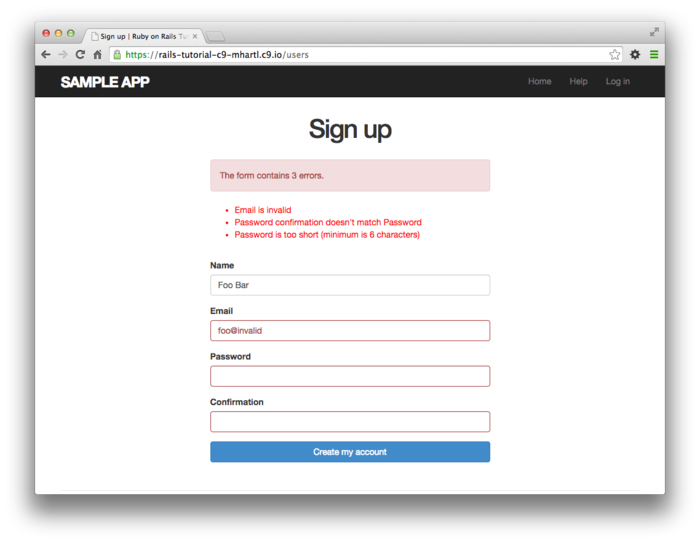 Sign up | Ruby on Rails Tu
https://rails-tutorial-c9-mhartl.c9.io/users
SAMPLE APP
Home Help Log in
Sign up
The form contains 3 errors.
• Email is invalid
• Password confirmation doesn't match Password
• Password is too short (minimum is 6 characters)
Name
Foo Bar
Email
foo@invalid
Password
Confirmation
Create my account